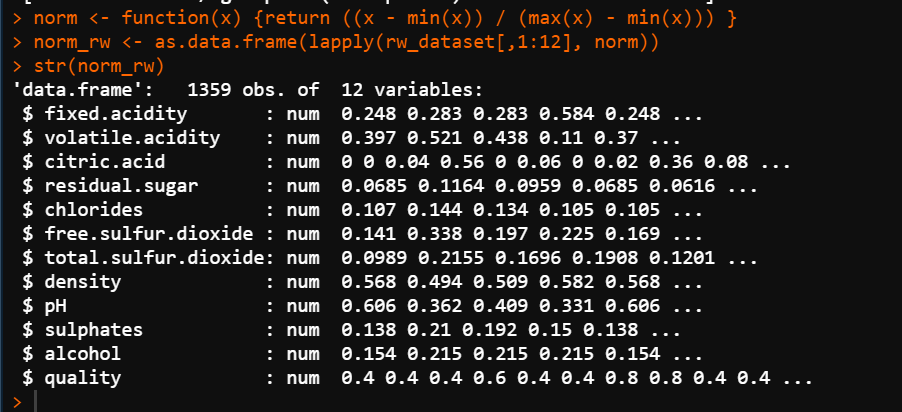 > norm <- function(x) {return ((x - min(x)) / (max(x) - min(x))) }
> norm_rw <- as.data.frame(lapply(rw_dataset[,1:12], norm))
> str(norm_rw)
'data.frame':   1359 obs. of  12 variables:
 $ fixed.acidity       : num  0.248 0.283 0.283 0.584 0.248 ...
 $ volatile.acidity    : num  0.397 0.521 0.438 0.11 0.37 ...
 $ citric.acid         : num  0 0 0.04 0.56 0 0.06 0 0.02 0.36 0.08 ...
 $ residual.sugar      : num  0.0685 0.1164 0.0959 0.0685 0.0616 ...
 $ chlorides           : num  0.107 0.144 0.134 0.105 0.105 ...
 $ free.sulfur.dioxide : num  0.141 0.338 0.197 0.225 0.169 ...
 $ total.sulfur.dioxide: num  0.0989 0.2155 0.1696 0.1908 0.1201 ...
 $ density             : num  0.568 0.494 0.509 0.582 0.568 ...
 $ pH                  : num  0.606 0.362 0.409 0.331 0.606 ...
 $ sulphates           : num  0.138 0.21 0.192 0.15 0.138 ...
 $ alcohol             : num  0.154 0.215 0.215 0.215 0.154 ...
 $ quality             : num  0.4 0.4 0.4 0.6 0.4 0.4 0.8 0.8 0.4 0.4 ...
>